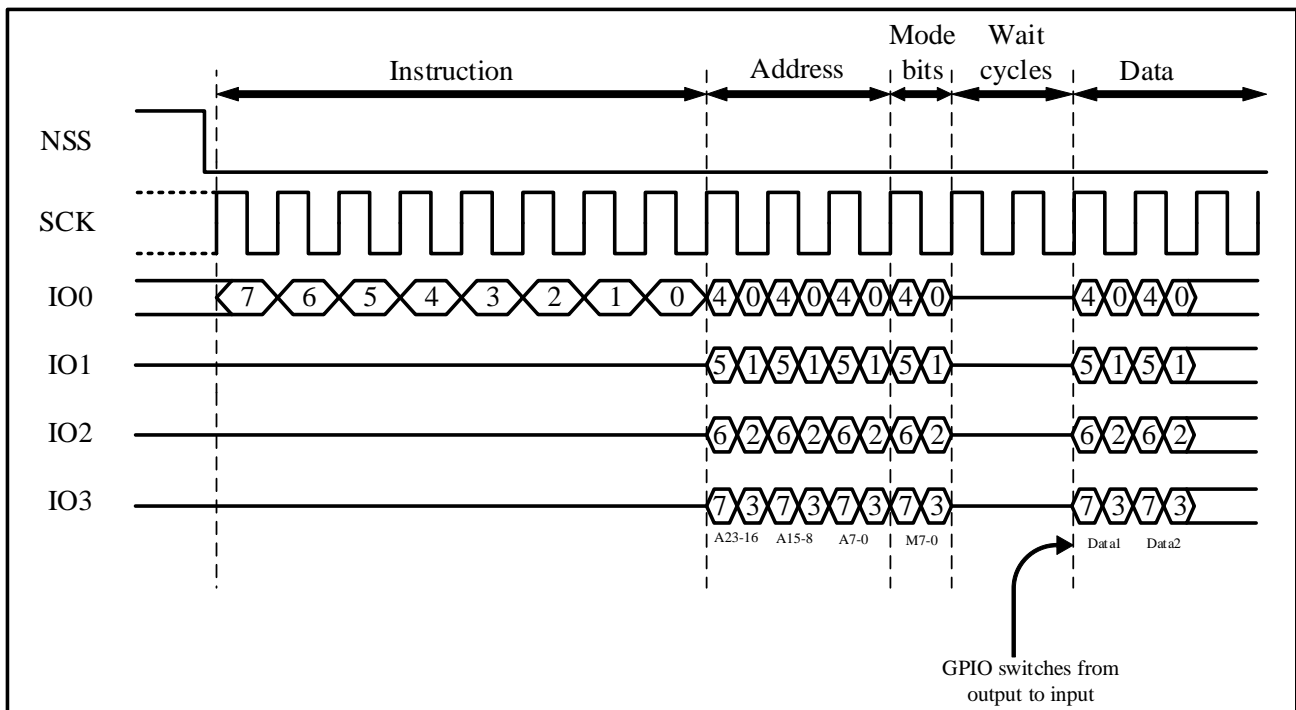 Instruction
Address
Mode
bits
Wait
cycles
Data
NSS
SCK
IO0
7 6 5 4 3 2 1 0 4 0 4 0 4 0 4 0 4 0 4 0
IO1
5 1 5 1 5 1 5 1 5 1 5 1
IO2
6 2 6 2 6 2 6 2 6 2 6 2
IO3
7 3 7 3 7 3 7 3 7 3 7 3
A23-16 A15-8 A7-0 M7-0 Data1 Data2
GPIO switches from
output to input